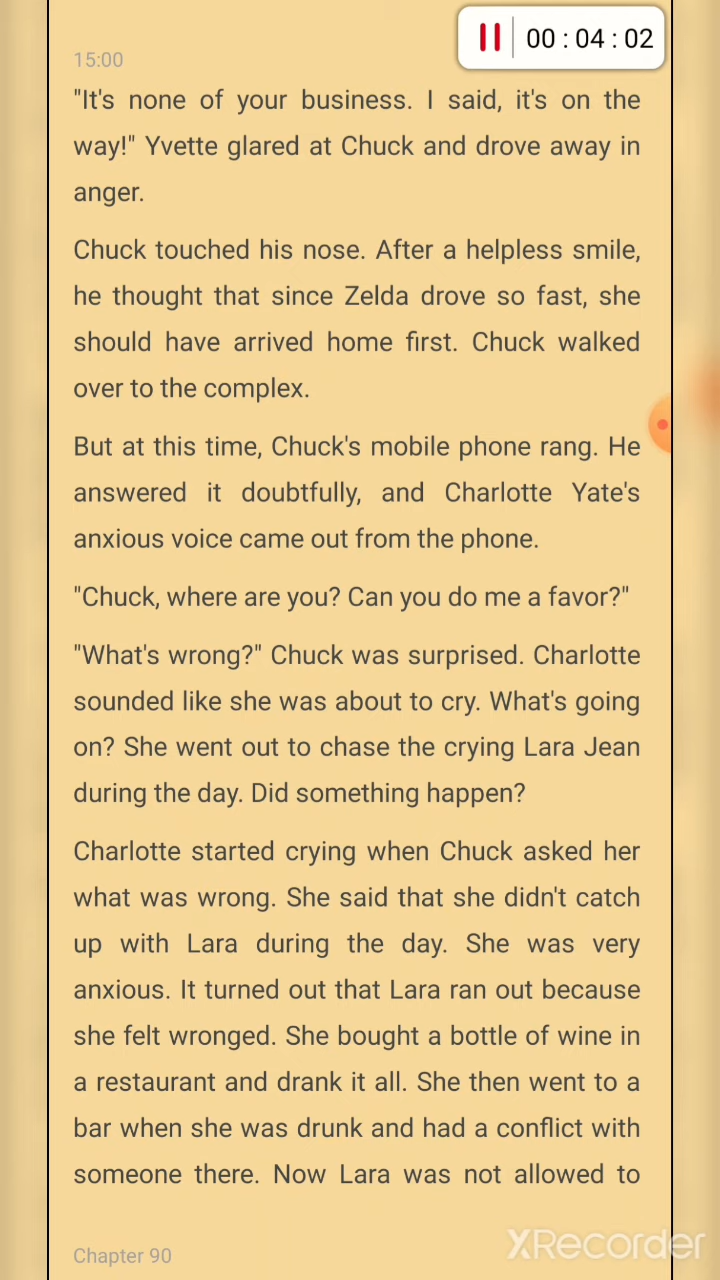 00 : 04 : 02
15:00
"It's none of your business. I said, it's on the
way!" Yvette glared at Chuck and drove away in
anger.
Chuck touched his nose. After a helpless smile,
he thought that since Zelda drove so fast, she
should have arrived home first. Chuck walked
over to the complex.
But at this time, Chuck's mobile phone rang. He
answered it doubtfully, and Charlotte Yate's
anxious voice came out from the phone.
"Chuck, where are you? Can you do me a favor?"
"What's wrong?" Chuck was surprised. Charlotte
sounded like she was about to cry. What's going
on? She went out to chase the crying Lara Jean
during the day. Did something happen?
Charlotte started crying when Chuck asked her
what was wrong. She said that she didn't catch
up with Lara during the day. She was very
anxious. It turned out that Lara ran out because
she felt wronged. She bought a bottle of wine in
a restaurant and drank it all. She then went to a
bar when she was drunk and had a conflict with
someone there. Now Lara was not allowed to
Chapter 90
XRecorder